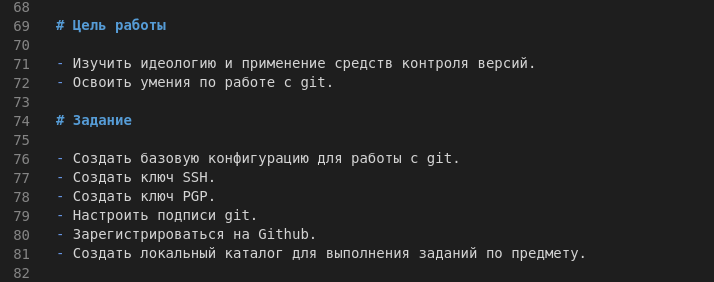 68
69 # Цель работы
70
71 - Изучить идеологию и применение средств контроля версий.
72 - Освоить умения по работе с git.
73
74 # Задание
75
76 - Создать базовую конфигурацию для работы с git.
77 - Создать ключ SSH.
78 - Создать ключ PGP.
79 - Настроить подписи git.
80 - Зарегистрироваться на Github.
81 - Создать локальный каталог для выполнения заданий по предмету.
82